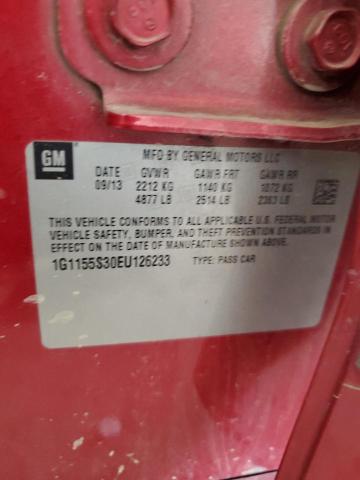 GM
MFD BY GENERAL MOTORS LLC
DATE GVWR GAWR FRT GAWR RR
09/13 2212 KG 1140 KG 1072 KG
4877 LB 2514 LB 2363 LB
THIS VEHICLE CONFORMS TO ALL APPLICABLE U.S. FEDERAL MOTOR
VEHICLE SAFETY, BUMPER, AND THEFT PREVENTION STANDARDS IN
EFFECT ON THE DATE OF MANUFACTURE SHOWN ABOVE.
1G1155S30EU126233 TYPE: PASS CAR